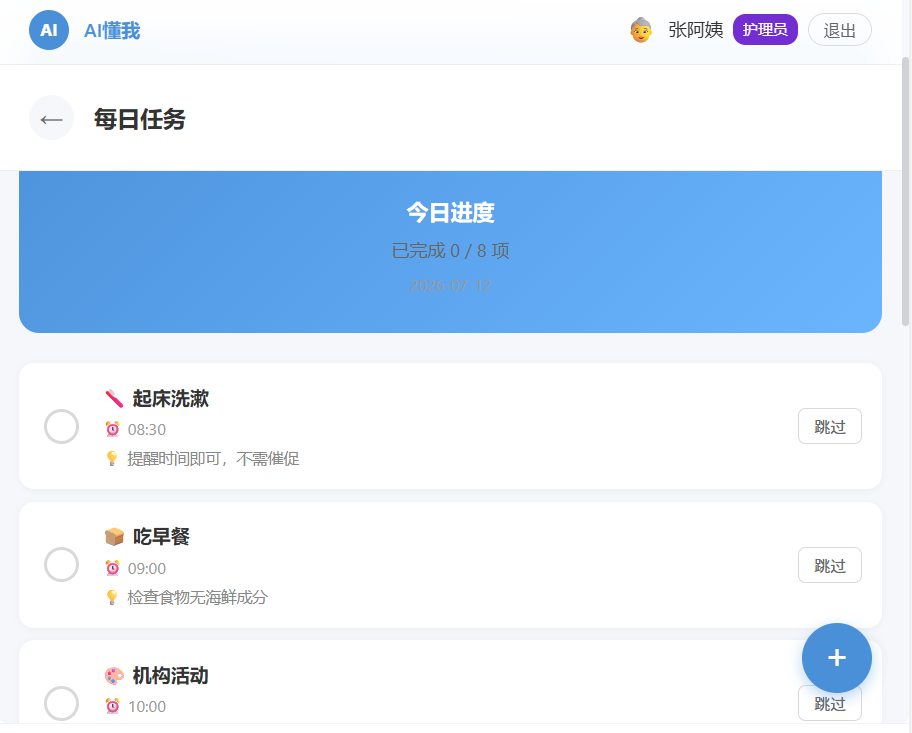 AI AI懂我 张阿姨 护理员 退出
← 每日任务
今日进度
已完成 0 / 8 项
2026-07-12
起床洗漱
08:30
跳过
提醒时间即可，不需催促
吃早餐
09:00
跳过
检查食物无海鲜成分
+
机构活动
10:00
跳过